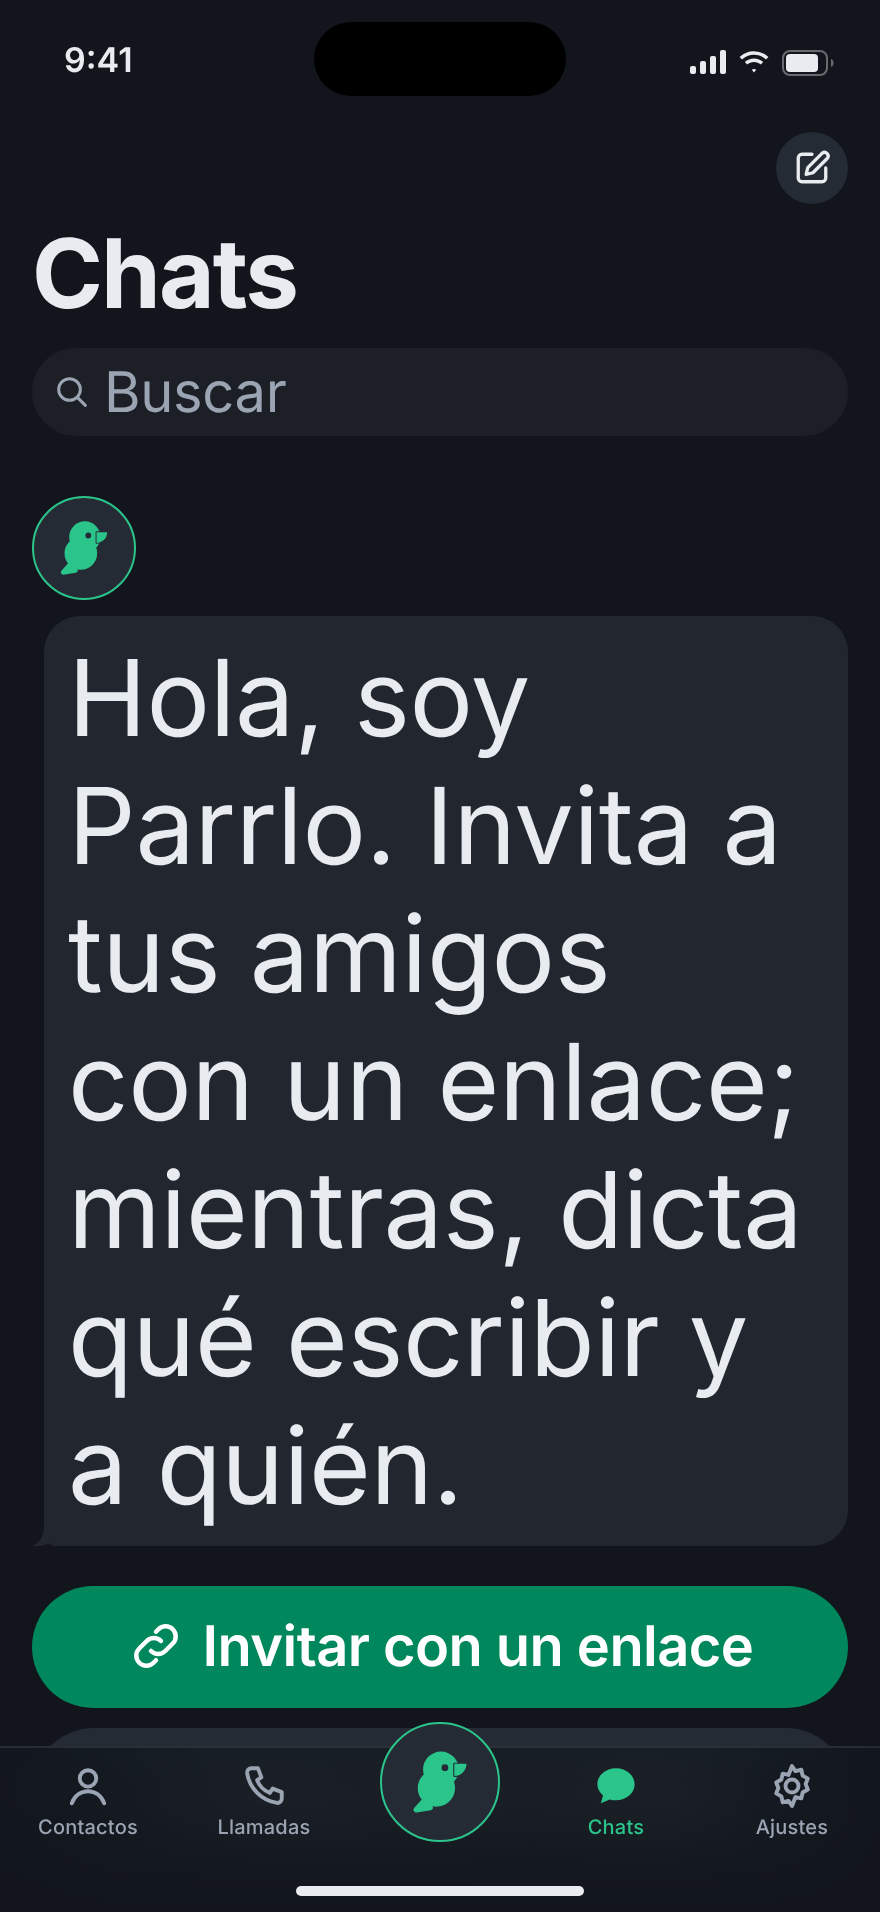 9:41
Chats
Buscar
Hola, soy
Parrlo. Invita a
tus amigos
con un enlace;
mientras, dicta
qué escribir y
a quién.
Invitar con un enlace
Contactos
Llamadas
Chats
Ajustes